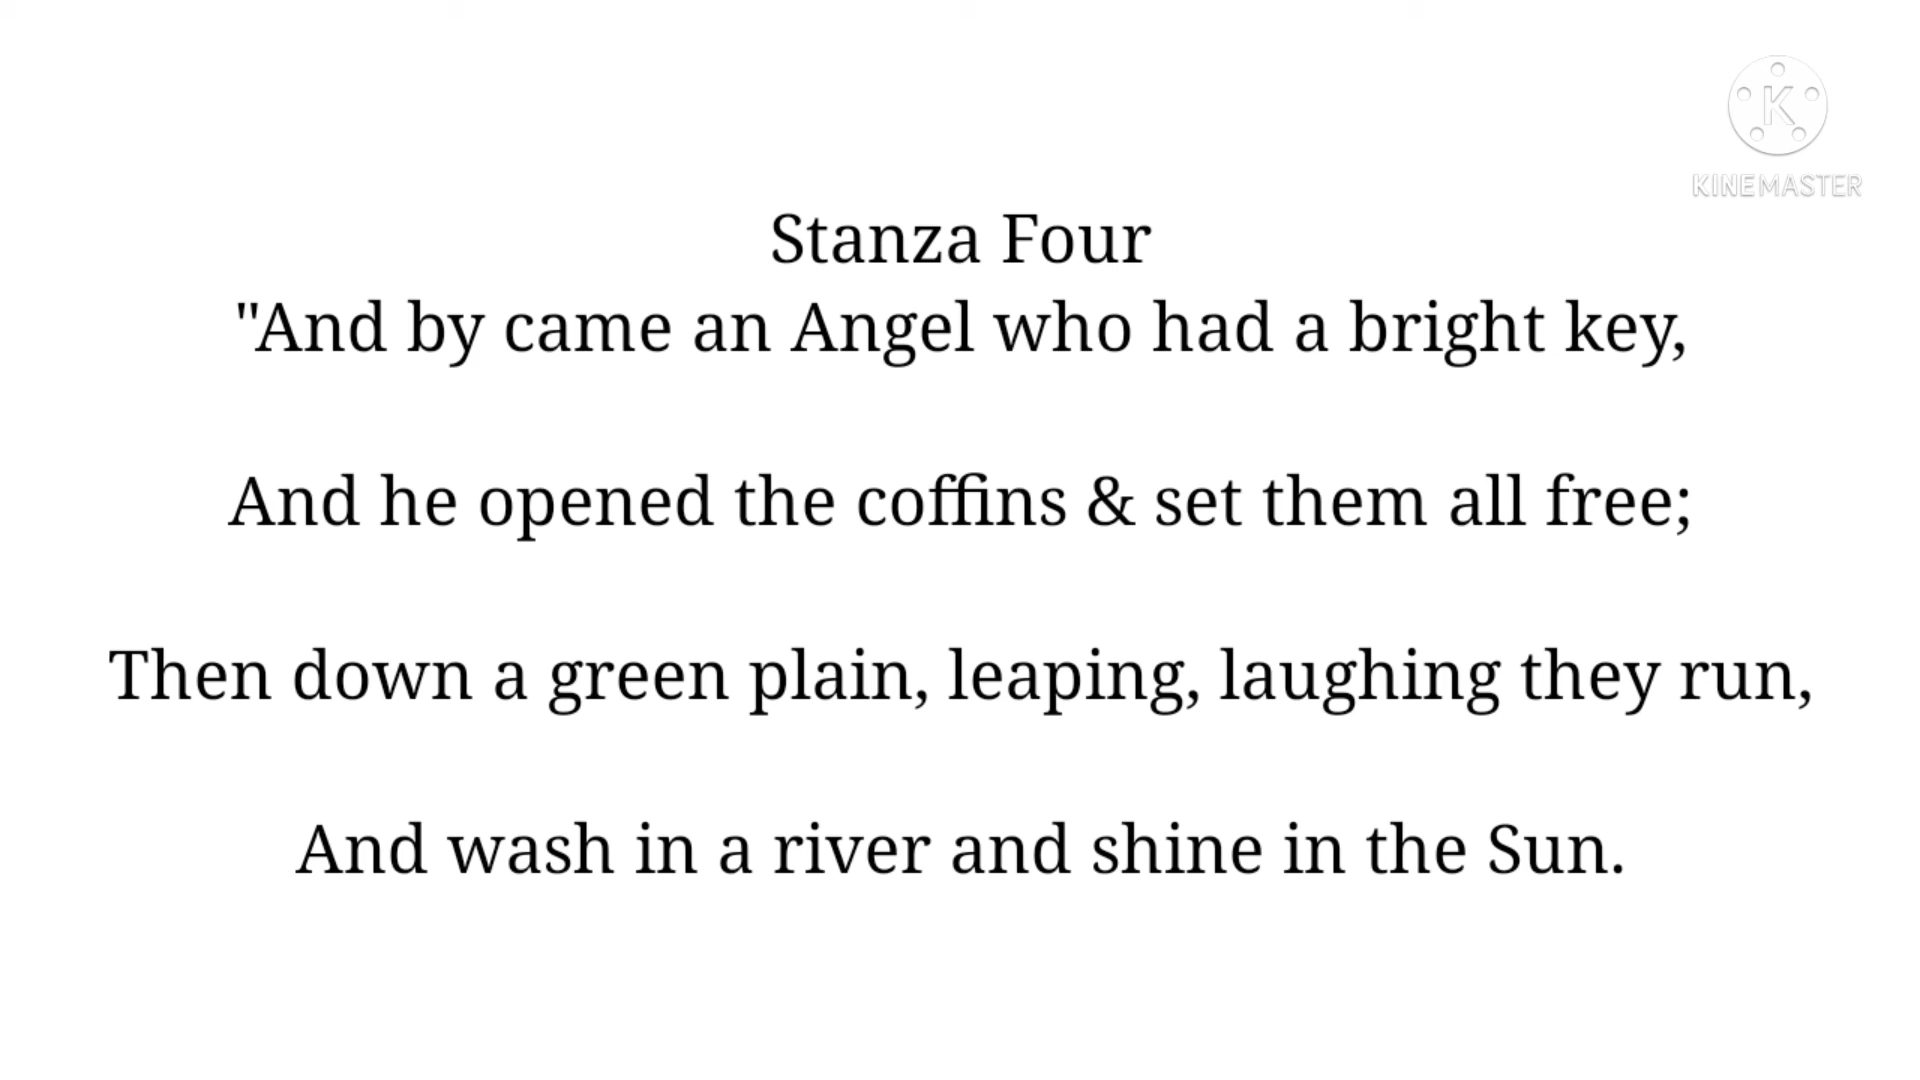 K
KINEMASTER
Stanza Four
"And by came an Angel who had a bright key,
And he opened the coffins & set them all free;
Then down a green plain, leaping, laughing they run,
And wash in a river and shine in the Sun.